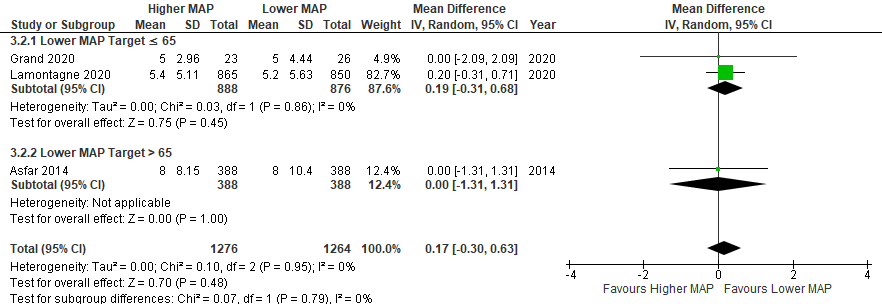 Higher MAP Lower MAP Mean Difference Mean Difference
Study or Subgroup Mean SD Total Mean SD Total Weight IV, Random, 95% CI Year IV, Random, 95% CI
3.2.1 Lower MAP Target ≤ 65
Grand 2020 5 2.96 23 5 4.44 26 4.9% 0.00 [-2.09, 2.09] 2020
Lamontagne 2020 5.4 5.11 865 5.2 5.63 850 82.7% 0.20 [-0.31, 0.71] 2020
Subtotal (95% CI) 888 876 87.6% 0.19 [-0.31, 0.68]
Heterogeneity: Tau² = 0.00; Chi² = 0.03, df = 1 (P = 0.86); I² = 0%
Test for overall effect: Z = 0.75 (P = 0.45)
3.2.2 Lower MAP Target > 65
Asfar 2014 8 8.15 388 8 10.4 388 12.4% 0.00 [-1.31, 1.31] 2014
Subtotal (95% CI) 388 388 12.4% 0.00 [-1.31, 1.31]
Heterogeneity: Not applicable
Test for overall effect: Z = 0.00 (P = 1.00)
Total (95% CI) 1276 1264 100.0% 0.17 [-0.30, 0.63]
Heterogeneity: Tau² = 0.00; Chi² = 0.10, df = 2 (P = 0.95); I² = 0%
Test for overall effect: Z = 0.70 (P = 0.48)
Test for subgroup differences: Chi² = 0.07, df = 1 (P = 0.79), I² = 0%
-4 -2 0 2 4
Favours Higher MAP Favours Lower MAP